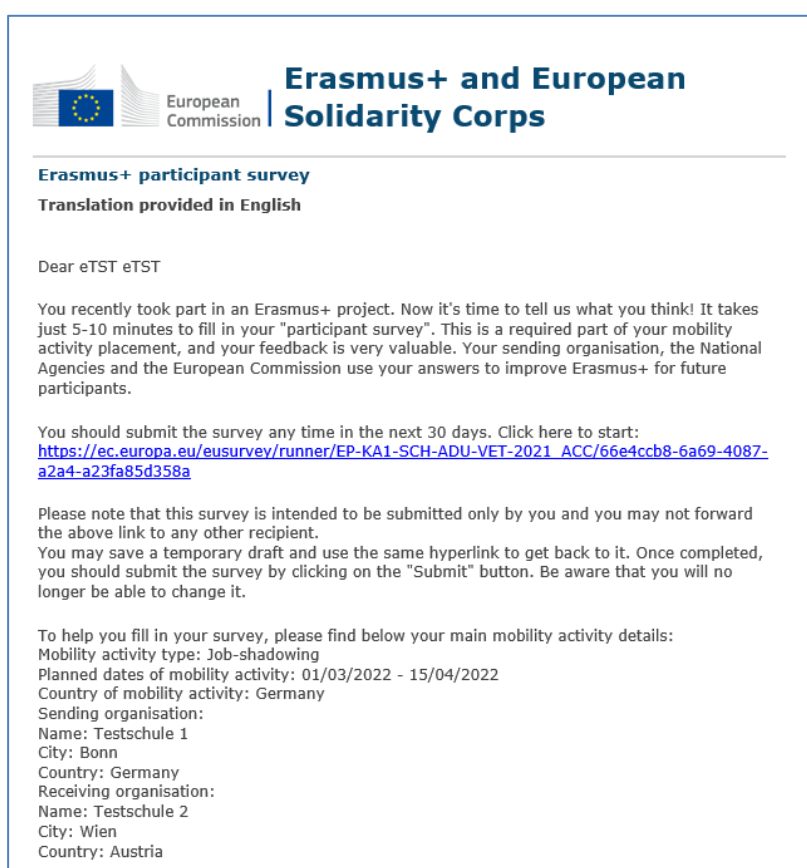 European
Commission
Erasmus+ and European
Solidarity Corps
Erasmus+ participant survey
Translation provided in English
Dear eTST eTST
You recently took part in an Erasmus+ project. Now it's time to tell us what you think! It takes
just 5-10 minutes to fill in your "participant survey". This is a required part of your mobility
activity placement, and your feedback is very valuable. Your sending organisation, the National
Agencies and the European Commission use your answers to improve Erasmus+ for future
participants.
You should submit the survey any time in the next 30 days. Click here to start:
https://ec.europa.eu/eusurvey/runner/EP-KA1-SCH-ADU-VET-2021_ACC/66e4ccb8-6a69-4087-
a2a4-a23fa85d358a
Please note that this survey is intended to be submitted only by you and you may not forward
the above link to any other recipient.
You may save a temporary draft and use the same hyperlink to get back to it. Once completed,
you should submit the survey by clicking on the "Submit" button. Be aware that you will no
longer be able to change it.
To help you fill in your survey, please find below your main mobility activity details:
Mobility activity type: Job-shadowing
Planned dates of mobility activity: 01/03/2022 - 15/04/2022
Country of mobility activity: Germany
Sending organisation:
Name: Testschule 1
City: Bonn
Country: Germany
Receiving organisation:
Name: Testschule 2
City: Wien
Country: Austria